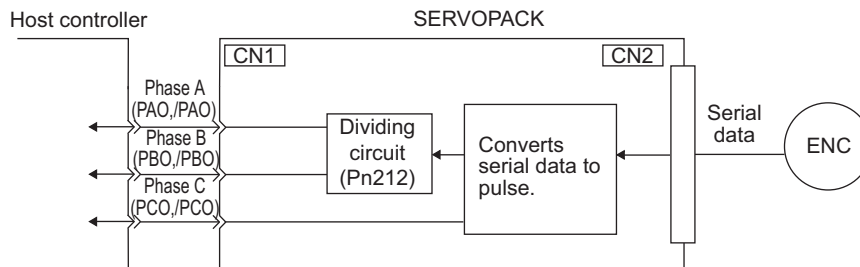 Host controller
SERVOPACK
CN1
CN2
Phase A
(PAO,/PAO)
Phase B
(PBO,/PBO)
Phase C
(PCO,/PCO)
Dividing
circuit
(Pn212)
Converts
serial data to
pulse.
Serial
data
ENC